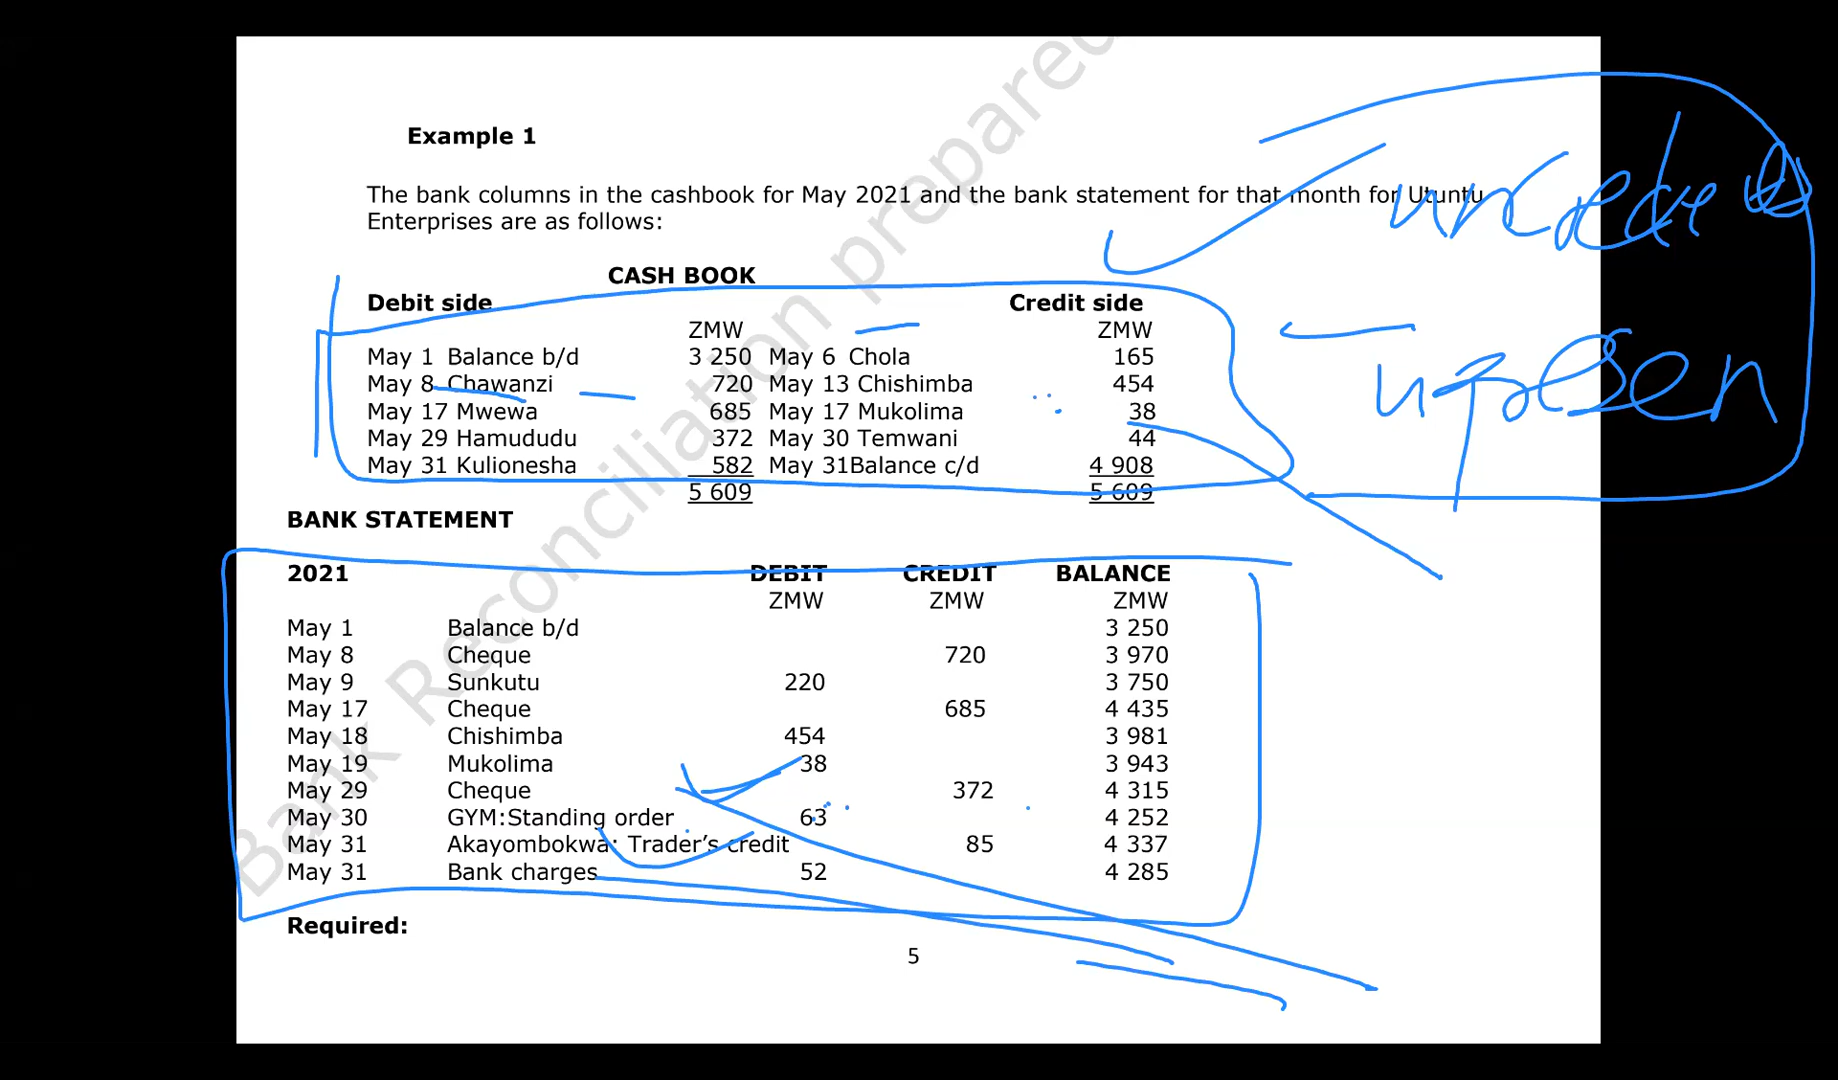 Example 1
The bank columns in the cashbook for May 2021 and the bank statement for that month for Utuntu
Enterprises are as follows:
CASH BOOK
Debit side Credit side
ZMW ZMW
May 1 Balance b/d 3 250 May 6 Chola 165
May 8 Chawanzi 720 May 13 Chishimba 454
May 17 Mwewa 685 May 17 Mukolima 38
May 29 Hamududu 372 May 30 Temwani 44
May 31 Kulionesha 582 May 31Balance c/d 4 908
5 609 5 609
BANK STATEMENT
2021 DEBIT CREDIT BALANCE
ZMW ZMW ZMW
May 1 Balance b/d 3 250
May 8 Cheque 720 3 970
May 9 Sunkutu 220 3 750
May 17 Cheque 685 4 435
May 18 Chishimba 454 3 981
May 19 Mukolima 38 3 943
May 29 Cheque 372 4 315
May 30 GYM:Standing order 63 4 252
May 31 Akayombokwa: Trader's credit 85 4 337
May 31 Bank charges 52 4 285
Required:
5
Bank Reconciliation prepared